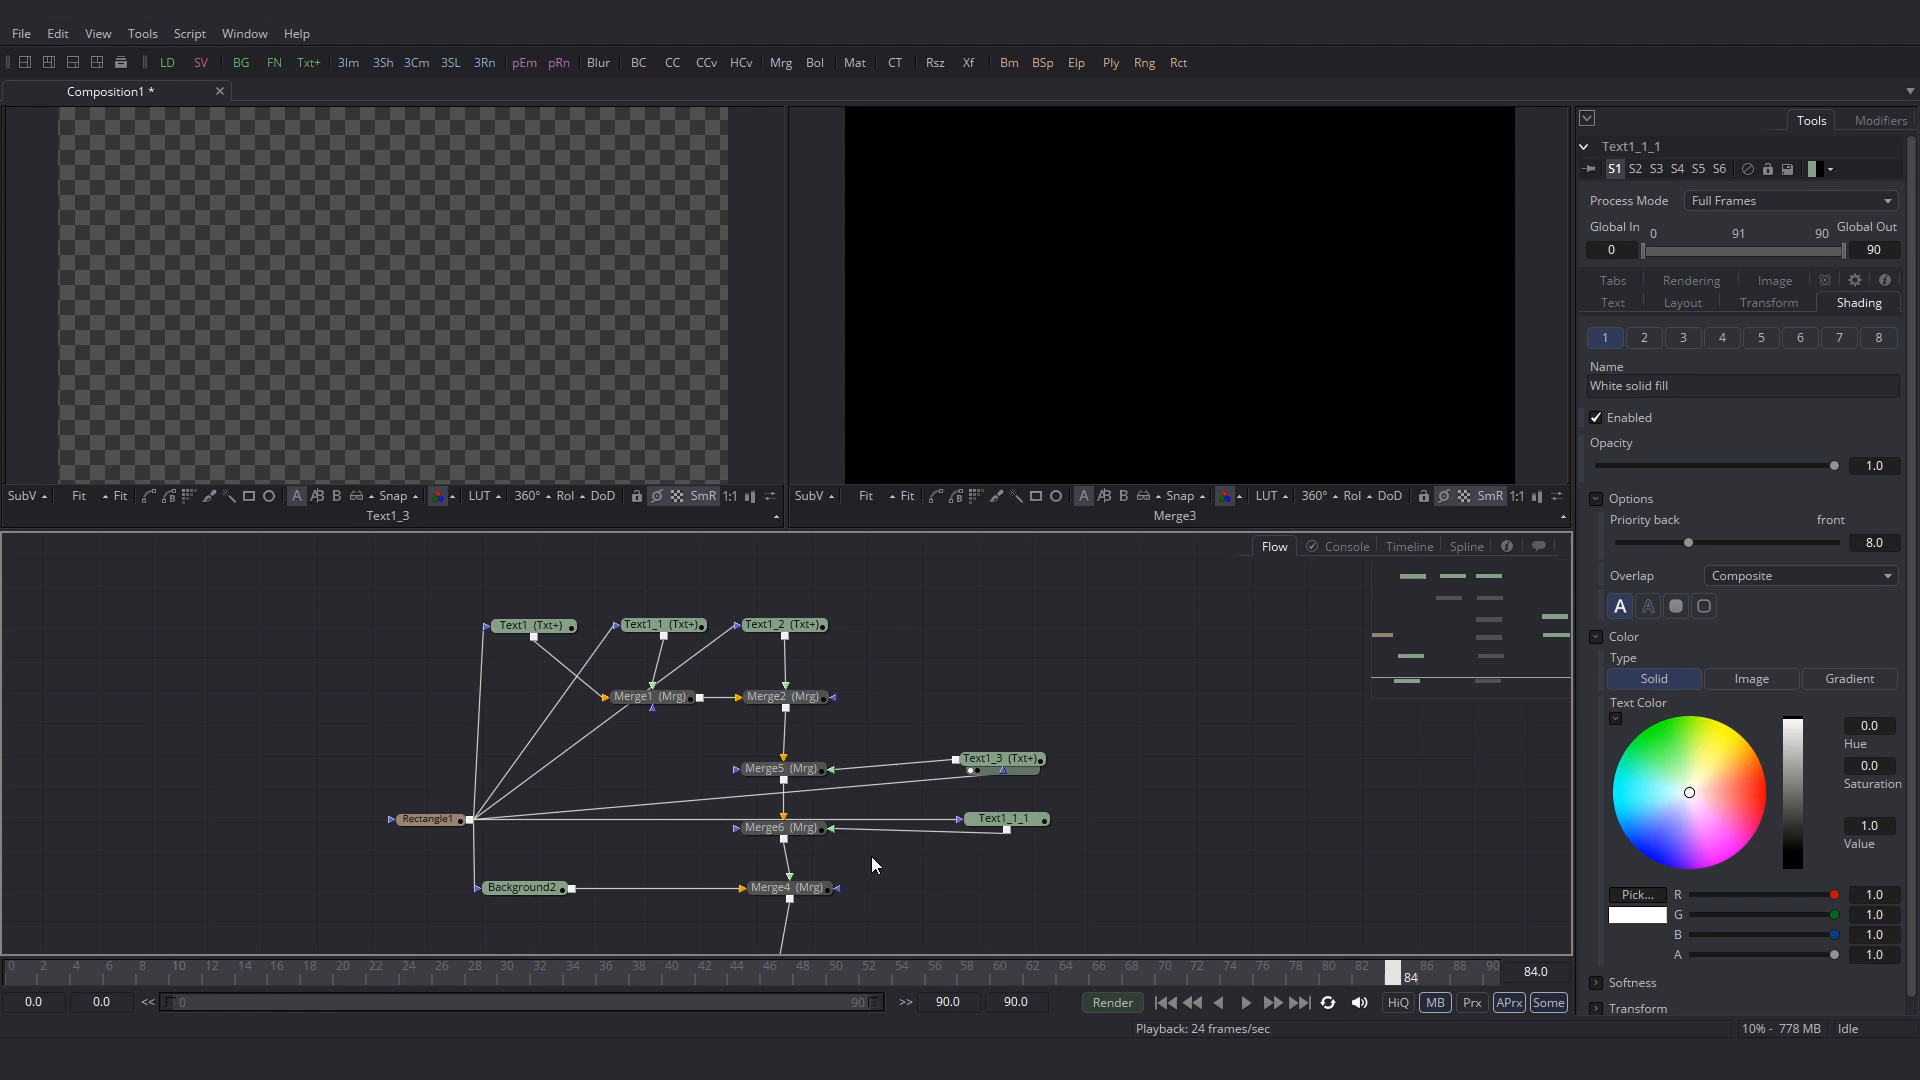 File Edit View Tools Script Window Help
LD SV BG FN Txt+ 3Im 3Sh 3Cm 3SL 3Rn pEm pRn Blur BC CC CCv HCv Mrg Bol Mat CT Rsz Xf Bm BSp Elp Ply Rng Rct
Composition1 *
SubV Fit Fit A A|B B Snap LUT 360° RoI DoD SmR 1:1
Text1_3
SubV Fit Fit A A|B B Snap LUT 360° RoI DoD SmR 1:1
Merge3
Flow Console Timeline Spline
Text1 (Txt+)
Text1_1 (Txt+)
Text1_2 (Txt+)
Merge1 (Mrg)
Merge2 (Mrg)
Text1_3 (Txt+)
Merge5 (Mrg)
Rectangle1
Text1_1_1
Merge6 (Mrg)
Background2
Merge4 (Mrg)
0 2 4 6 8 10 12 14 16 18 20 22 24 26 28 30 32 34 36 38 40 42 44 46 48 50 52 54 56 58 60 62 64 66 68 70 72 74 76 78 80 82 84 86 88 90 84.0
0.0 0.0 << 0 90 >> 90.0 90.0 Render HiQ MB Prx APrx Some
Playback: 24 frames/sec 10% - 778 MB Idle
Tools Modifiers
Text1_1_1
S1 S2 S3 S4 S5 S6
Process Mode Full Frames
Global In 0 91 90 Global Out
0 90
Tabs Rendering Image
Text Layout Transform Shading
1 2 3 4 5 6 7 8
Name
White solid fill
Enabled
Opacity
1.0
Options
Priority back front
8.0
Overlap Composite
A A
Color
Type
Solid Image Gradient
Text Color
0.0
Hue
0.0
Saturation
1.0
Value
Pick... R 1.0
G 1.0
B 1.0
A 1.0
Softness
Transform